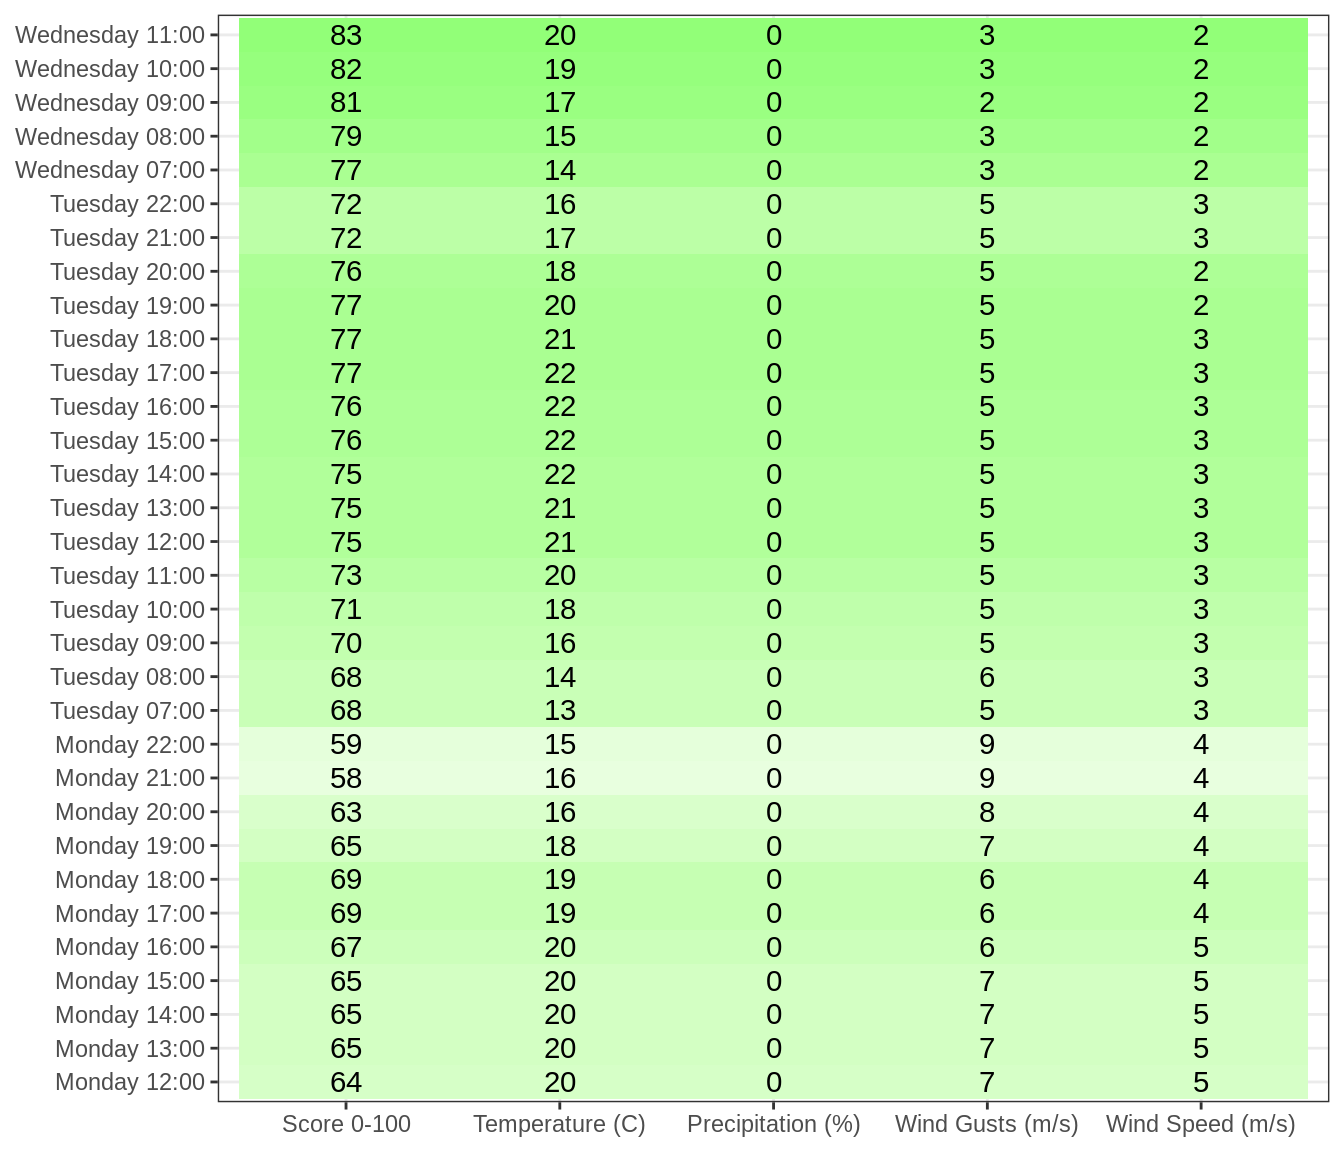 Wednesday 11:00 83 20 0 3 2
Wednesday 10:00 82 19 0 3 2
Wednesday 09:00 81 17 0 2 2
Wednesday 08:00 79 15 0 3 2
Wednesday 07:00 77 14 0 3 2
Tuesday 22:00 72 16 0 5 3
Tuesday 21:00 72 17 0 5 3
Tuesday 20:00 76 18 0 5 2
Tuesday 19:00 77 20 0 5 2
Tuesday 18:00 77 21 0 5 3
Tuesday 17:00 77 22 0 5 3
Tuesday 16:00 76 22 0 5 3
Tuesday 15:00 76 22 0 5 3
Tuesday 14:00 75 22 0 5 3
Tuesday 13:00 75 21 0 5 3
Tuesday 12:00 75 21 0 5 3
Tuesday 11:00 73 20 0 5 3
Tuesday 10:00 71 18 0 5 3
Tuesday 09:00 70 16 0 5 3
Tuesday 08:00 68 14 0 6 3
Tuesday 07:00 68 13 0 5 3
Monday 22:00 59 15 0 9 4
Monday 21:00 58 16 0 9 4
Monday 20:00 63 16 0 8 4
Monday 19:00 65 18 0 7 4
Monday 18:00 69 19 0 6 4
Monday 17:00 69 19 0 6 4
Monday 16:00 67 20 0 6 5
Monday 15:00 65 20 0 7 5
Monday 14:00 65 20 0 7 5
Monday 13:00 65 20 0 7 5
Monday 12:00 64 20 0 7 5
Score 0-100 Temperature (C) Precipitation (%) Wind Gusts (m/s) Wind Speed (m/s)